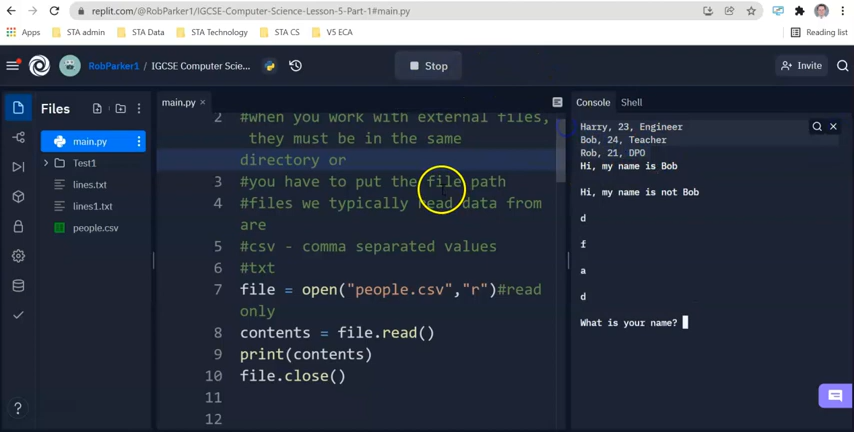 replit.com/@RobParker1/IGCSE-Computer-Science-Lesson-5-Part-1#main.py
Apps STA admin STA Data STA Technology STA CS V5 ECA Reading list
RobParker1 / IGCSE Computer Scie... Stop Invite
Files
main.py
Test1
lines.txt
lines1.txt
people.csv
main.py ×
2 #when you work with external files,
they must be in the same
directory or
3 #you have to put the file path
4 #files we typically read data from
are
5 #csv - comma separated values
6 #txt
7 file = open("people.csv","r")#read
only
8 contents = file.read()
9 print(contents)
10 file.close()
11
12
Console Shell
Harry, 23, Engineer
Bob, 24, Teacher
Rob, 21, DPO
Hi, my name is Bob
Hi, my name is not Bob
d
f
a
d
What is your name?